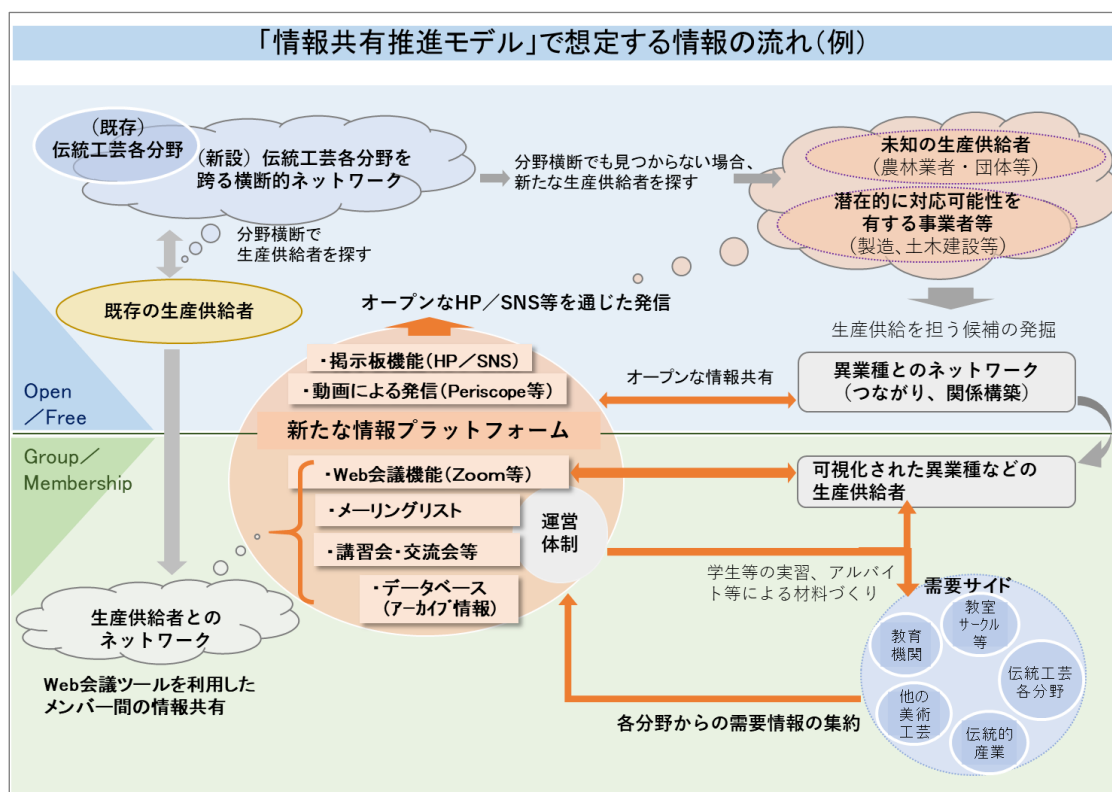 「情報共有推進モデル」で想定する情報の流れ（例）
（既存）
伝統工芸各分野
（新設）伝統工芸各分野を
跨る横断的ネットワーク
分野横断でも見つからない場合、
新たな生産供給者を探す
未知の生産供給者
（農林業者・団体等）
潜在的に対応可能性を
有する事業者等
（製造、土木建設等）
分野横断で
生産供給者を探す
既存の生産供給者
オープンなHP／SNS等を通じた発信
生産供給を担う候補の発掘
・掲示板機能（HP／SNS）
・動画による発信（Periscope等）
オープンな情報共有
異業種とのネットワーク
（つながり、関係構築）
Open
／Free
新たな情報プラットフォーム
Group／
Membership
・Web会議機能（Zoom等）
・メーリングリスト
・講習会・交流会等
・データベース
（アーカイブ情報）
運営
体制
可視化された異業種などの
生産供給者
学生等の実習、アルバイ
ト等による材料づくり
需要サイド
教室
サークル
等
教育
機関
伝統工芸
各分野
他の
美術
工芸
伝統的
産業
生産供給者との
ネットワーク
Web会議ツールを利用した
メンバー間の情報共有
各分野からの需要情報の集約